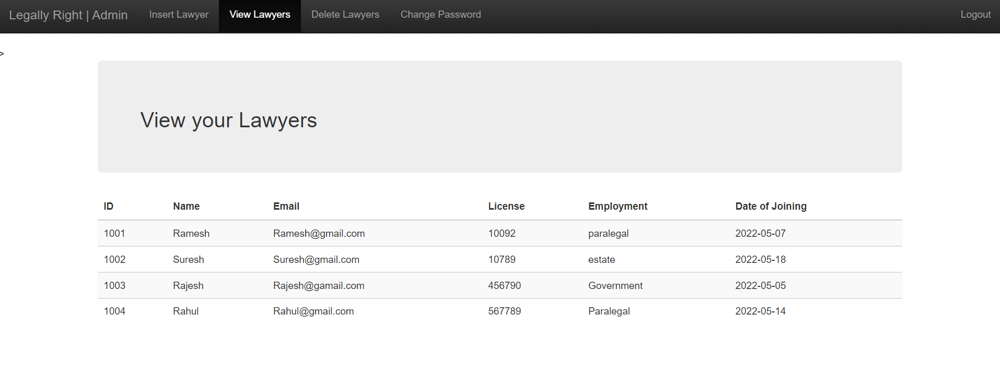 Legally Right | Admin Insert Lawyer View Lawyers Delete Lawyers Change Password Logout
>
View your Lawyers
ID Name Email License Employment Date of Joining
1001 Ramesh Ramesh@gmail.com 10092 paralegal 2022-05-07
1002 Suresh Suresh@gmail.com 10789 estate 2022-05-18
1003 Rajesh Rajesh@gamail.com 456790 Government 2022-05-05
1004 Rahul Rahul@gmail.com 567789 Paralegal 2022-05-14